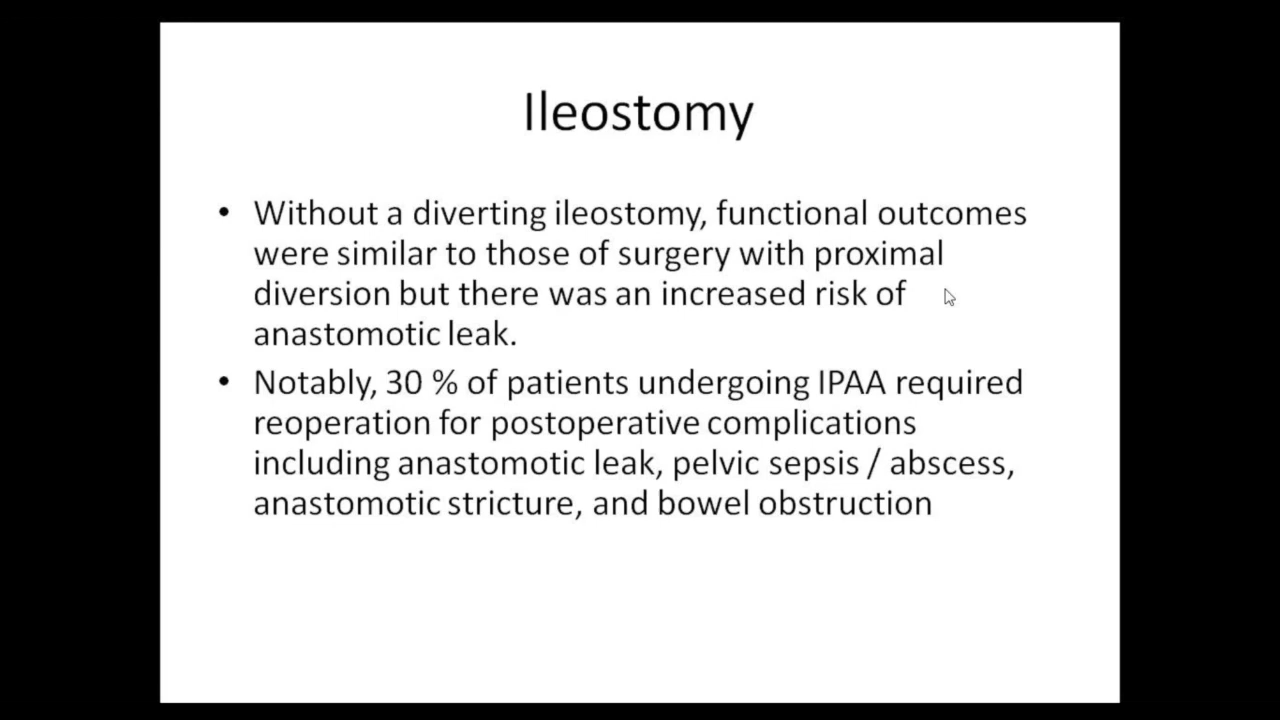 Ileostomy
• Without a diverting ileostomy, functional outcomes
were similar to those of surgery with proximal
diversion but there was an increased risk of
anastomotic leak.
• Notably, 30 % of patients undergoing IPAA required
reoperation for postoperative complications
including anastomotic leak, pelvic sepsis / abscess,
anastomotic stricture, and bowel obstruction